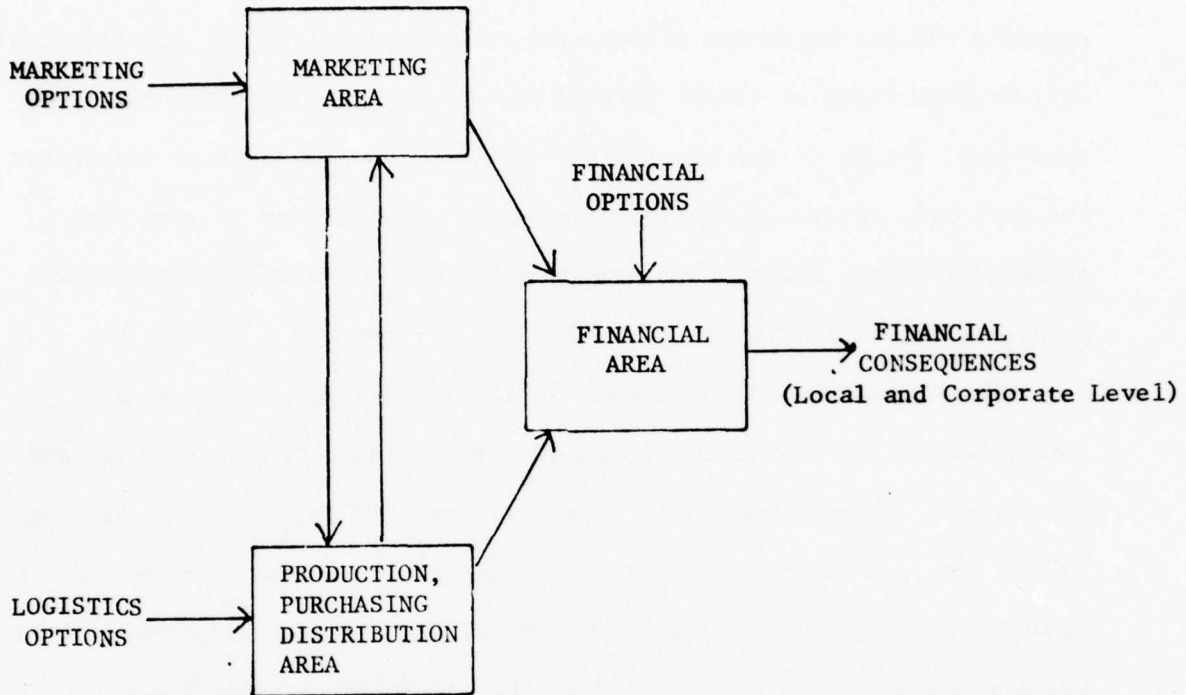 MARKETING
OPTIONS
MARKETING
AREA
FINANCIAL
OPTIONS
FINANCIAL
AREA
FINANCIAL
CONSEQUENCES
(Local and Corporate Level)
LOGISTICS
OPTIONS
PRODUCTION,
PURCHASING
DISTRIBUTION
AREA